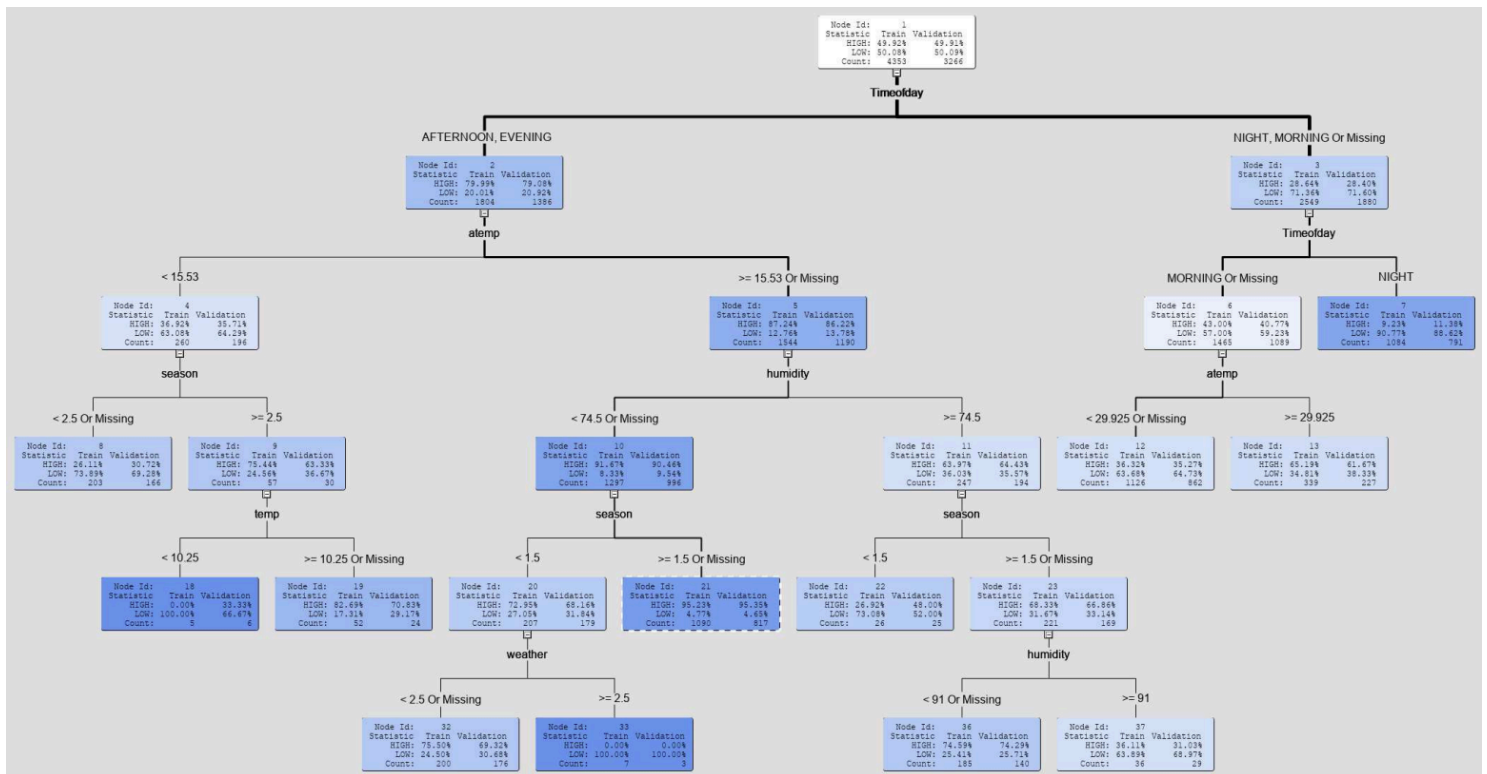 Node Id: 1
Statistic Train Validation
HIGH: 49.92% 49.91%
LOW: 50.08% 50.09%
Count: 4353 3266
Timeofday
AFTERNOON, EVENING
NIGHT, MORNING Or Missing
Node Id: 2
Statistic Train Validation
HIGH: 79.99% 79.08%
LOW: 20.01% 20.92%
Count: 1804 1386
Node Id: 3
Statistic Train Validation
HIGH: 28.64% 28.40%
LOW: 71.36% 71.60%
Count: 2549 1880
atemp
Timeofday
< 15.53
>= 15.53 Or Missing
MORNING Or Missing
NIGHT
Node Id: 4
Statistic Train Validation
HIGH: 36.92% 35.71%
LOW: 63.08% 64.29%
Count: 260 196
Node Id: 5
Statistic Train Validation
HIGH: 87.24% 86.22%
LOW: 12.76% 13.78%
Count: 1544 1190
Node Id: 6
Statistic Train Validation
HIGH: 43.00% 40.77%
LOW: 57.00% 59.23%
Count: 1465 1089
Node Id: 7
Statistic Train Validation
HIGH: 9.23% 11.38%
LOW: 90.77% 88.62%
Count: 1084 791
season
humidity
atemp
< 2.5 Or Missing
>= 2.5
< 74.5 Or Missing
>= 74.5
< 29.925 Or Missing
>= 29.925
Node Id: 8
Statistic Train Validation
HIGH: 26.11% 30.72%
LOW: 73.89% 69.28%
Count: 203 166
Node Id: 9
Statistic Train Validation
HIGH: 75.44% 63.33%
LOW: 24.56% 36.67%
Count: 57 30
Node Id: 10
Statistic Train Validation
HIGH: 91.67% 90.46%
LOW: 8.33% 9.54%
Count: 1297 996
Node Id: 11
Statistic Train Validation
HIGH: 63.97% 64.43%
LOW: 36.03% 35.57%
Count: 247 194
Node Id: 12
Statistic Train Validation
HIGH: 36.32% 35.27%
LOW: 63.68% 64.73%
Count: 1126 862
Node Id: 13
Statistic Train Validation
HIGH: 65.19% 61.67%
LOW: 34.81% 38.33%
Count: 339 227
temp
season
season
< 10.25
>= 10.25 Or Missing
< 1.5
>= 1.5 Or Missing
< 1.5
>= 1.5 Or Missing
Node Id: 18
Statistic Train Validation
HIGH: 0.00% 33.33%
LOW: 100.00% 66.67%
Count: 5 6
Node Id: 19
Statistic Train Validation
HIGH: 82.69% 70.83%
LOW: 17.31% 29.17%
Count: 52 24
Node Id: 20
Statistic Train Validation
HIGH: 72.95% 68.16%
LOW: 27.05% 31.84%
Count: 207 179
Node Id: 21
Statistic Train Validation
HIGH: 95.23% 95.35%
LOW: 4.77% 4.65%
Count: 1090 817
Node Id: 22
Statistic Train Validation
HIGH: 26.92% 48.00%
LOW: 73.08% 52.00%
Count: 26 25
Node Id: 23
Statistic Train Validation
HIGH: 68.33% 66.86%
LOW: 31.67% 33.14%
Count: 221 169
weather
humidity
< 2.5 Or Missing
>= 2.5
< 91 Or Missing
>= 91
Node Id: 32
Statistic Train Validation
HIGH: 75.50% 69.32%
LOW: 24.50% 30.68%
Count: 200 176
Node Id: 33
Statistic Train Validation
HIGH: 0.00% 0.00%
LOW: 100.00% 100.00%
Count: 7 3
Node Id: 36
Statistic Train Validation
HIGH: 74.59% 74.29%
LOW: 25.41% 25.71%
Count: 185 140
Node Id: 37
Statistic Train Validation
HIGH: 36.11% 31.03%
LOW: 63.89% 68.97%
Count: 36 29